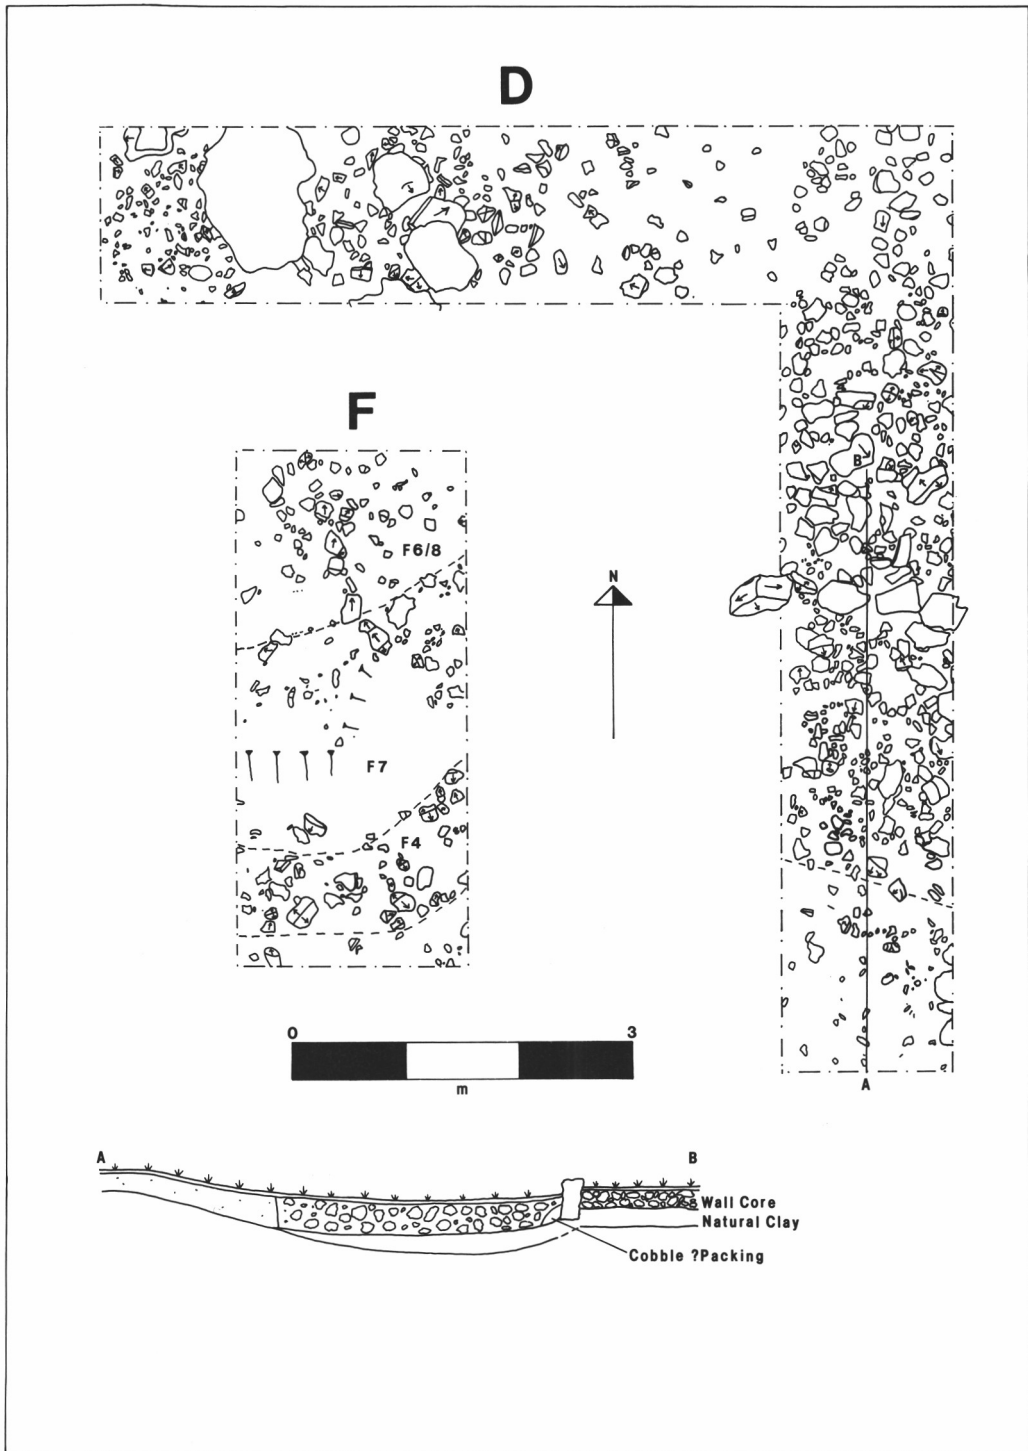 D
F
B
F6/8
N
F7
F4
0 3
m
A
A B
Wall Core
Natural Clay
Cobble ?Packing